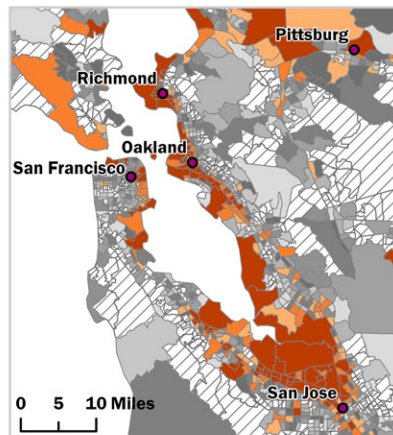 Pittsburg
Richmond
Oakland
San Francisco
San Jose
0 5 10 Miles